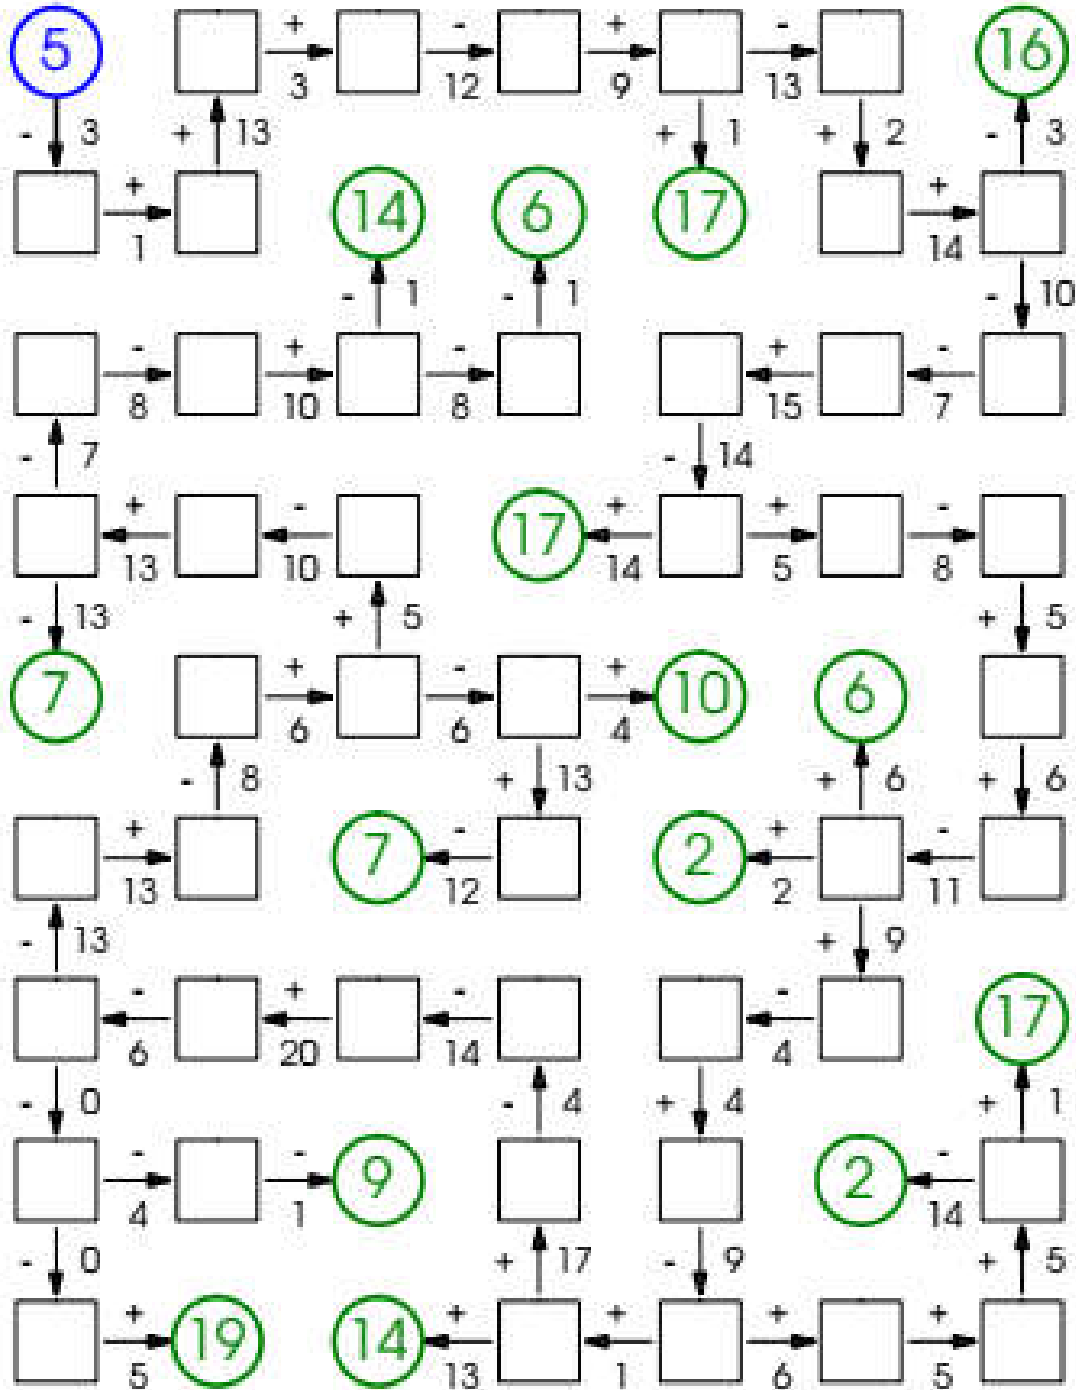 5 + - + - 16
3 12 9 13
- 3 + 13 + 1 + 2 - 3
+ 14 6 17 +
1 14
- 1 - 1 - 10
- + - + -
8 10 8 15 7
- 7 - 14
+ - 17 + + -
13 10 14 5 8
- 13 + 5 + 5
7 + - + 10 6
6 6 4
- 8 + 13 + 6 + 6
+ 7 - 2 + -
13 12 2 11
- 13 + 9
- + - - 17
6 20 14 4
- 0 - 4 + 4 + 1
- - 9 2 -
4 1 14
- 0 + 17 - 9 + 5
+ 19 14 + + + +
5 13 1 6 5